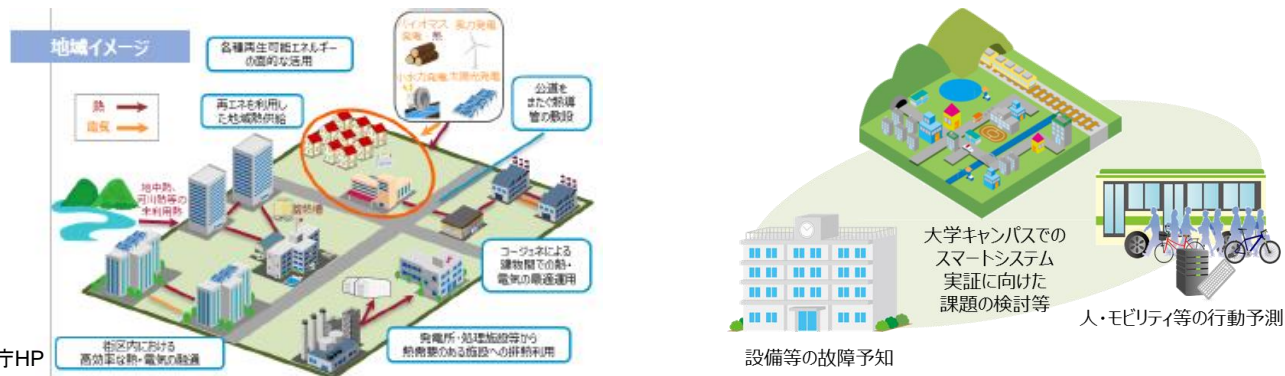 地域イメージ
各種再生可能エネルギー
の面的な活用
バイオマス
発電・熱
風力発電
小水力発電
太陽光発電
公道を
またぐ熱導
管の敷設
熱
電気
再エネを利用し
た地域熱供給
地中熱、
河川熱等の
未利用熱
蓄熱槽
コージェネによる
建物間での熱・
電気の最適運用
街区内における
高効率な熱・電気の融通
発電所・処理施設等から
熱需要のある施設への排熱利用
庁HP
大学キャンパスでの
スマートシステム
実証に向けた
課題の検討等
人・モビリティ等の行動予測
設備等の故障予知